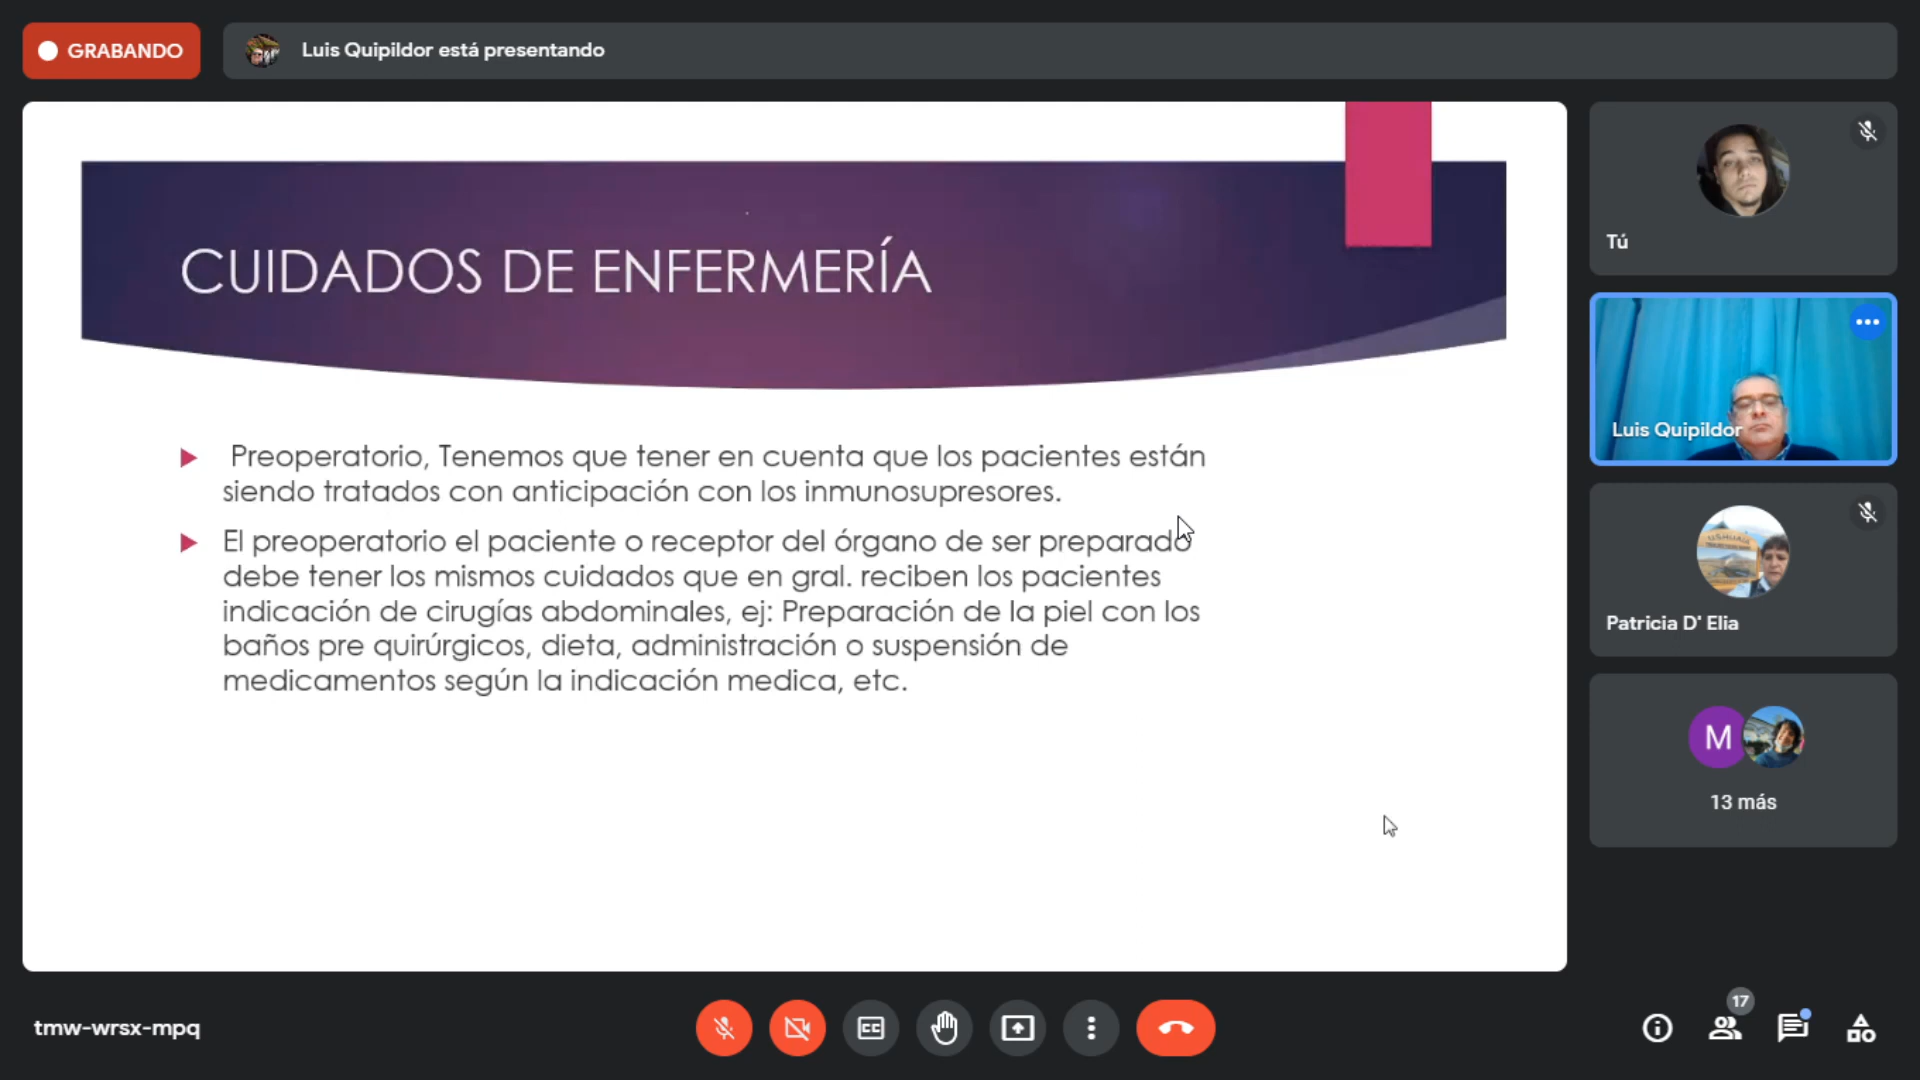 GRABANDO
Luis Quipildor está presentando
CUIDADOS DE ENFERMERÍA
Preoperatorio, Tenemos que tener en cuenta que los pacientes están
siendo tratados con anticipación con los inmunosupresores.
El preoperatorio el paciente o receptor del órgano de ser preparado
debe tener los mismos cuidados que en gral. reciben los pacientes
indicación de cirugías abdominales, ej: Preparación de la piel con los
baños pre quirúrgicos, dieta, administración o suspensión de
medicamentos según la indicación medica, etc.
Tú
Luis Quipildor
Patricia D' Elia
M
13 más
tmw-wrsx-mpq
CC
17